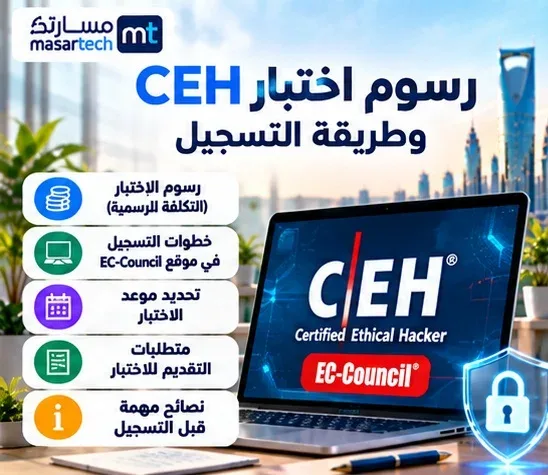 مسارتك
masartech
mt
رسوم اختبار CEH
وطريقة التسجيل
رسوم الإختبار
(التكلفة الرسمية)
خطوات التسجيل
في موقع EC-Council
تحديد موعد
الاختبار
متطلبات
التقديم للاختبار
نصائح مهمة
قبل التسجيل
C|EH®
Certified Ethical Hacker
EC-Council®